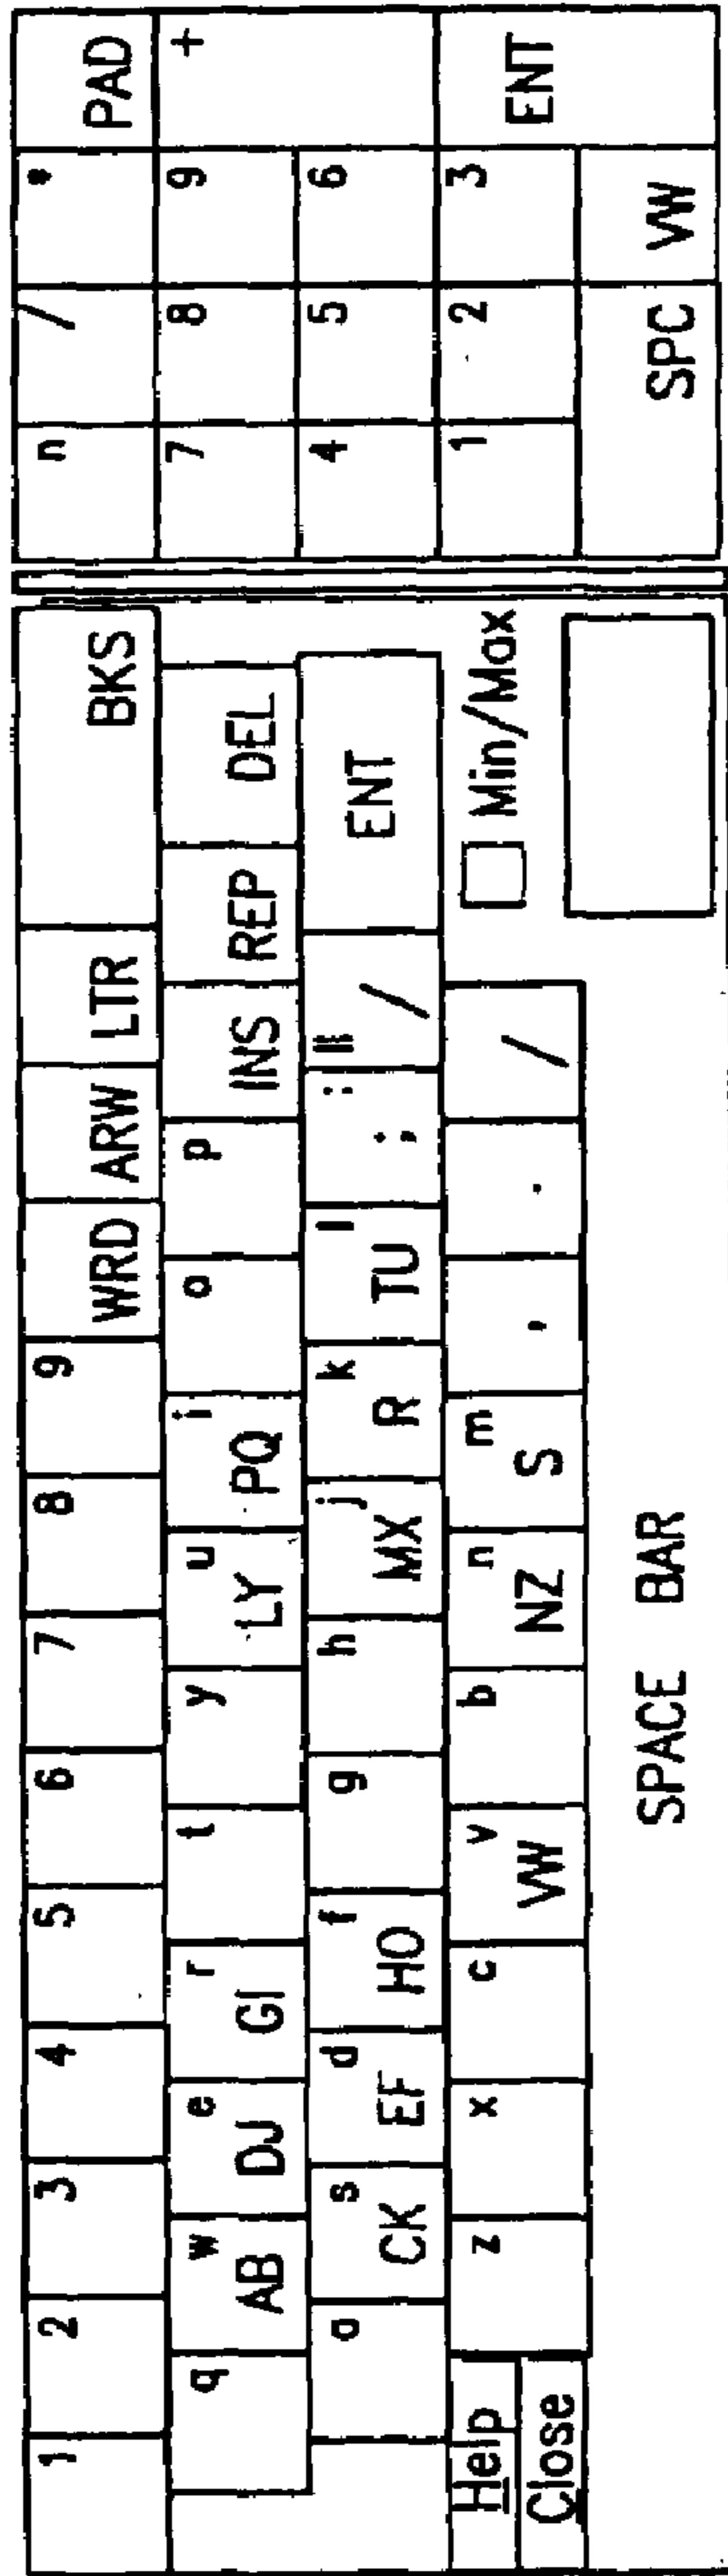 1 2 3 4 5 6 7 8 9 WRD ARW LTR BKS
q w AB e DJ r GI t y u LY i PQ o p INS REP DEL
a s CK d EF f HO g h j MX k R l TU : ; " / ENT
Help z x c v VW b n NZ m S , . / Min/Max
Close
SPACE BAR
n / * PAD
7 8 9 +
4 5 6
1 2 3 ENT
SPC VW